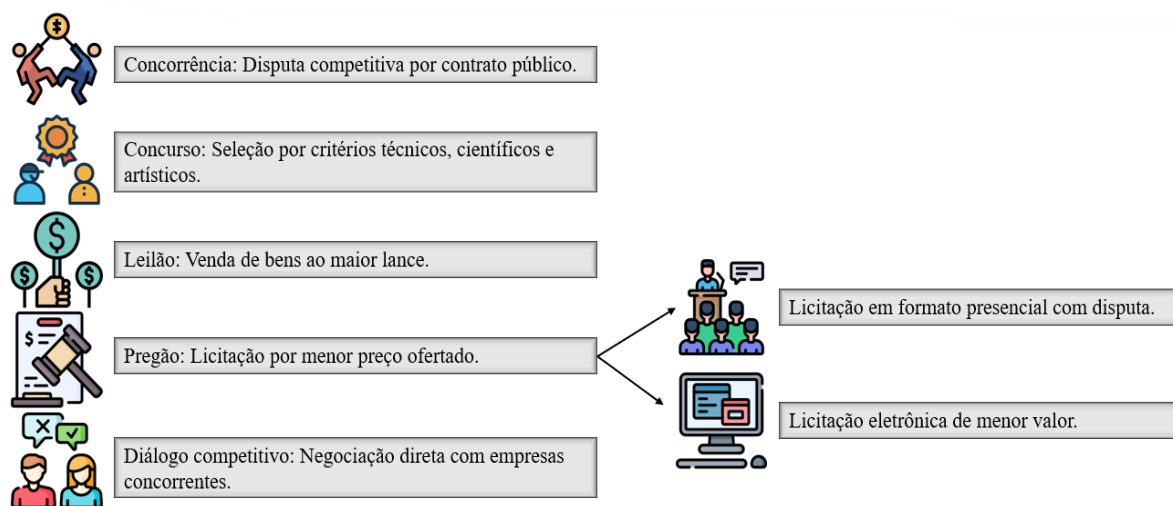 Concorrência: Disputa competitiva por contrato público.
Concurso: Seleção por critérios técnicos, científicos e
artísticos.
Leilão: Venda de bens ao maior lance.
Pregão: Licitação por menor preço ofertado.
Licitação em formato presencial com disputa.
Licitação eletrônica de menor valor.
Diálogo competitivo: Negociação direta com empresas
concorrentes.